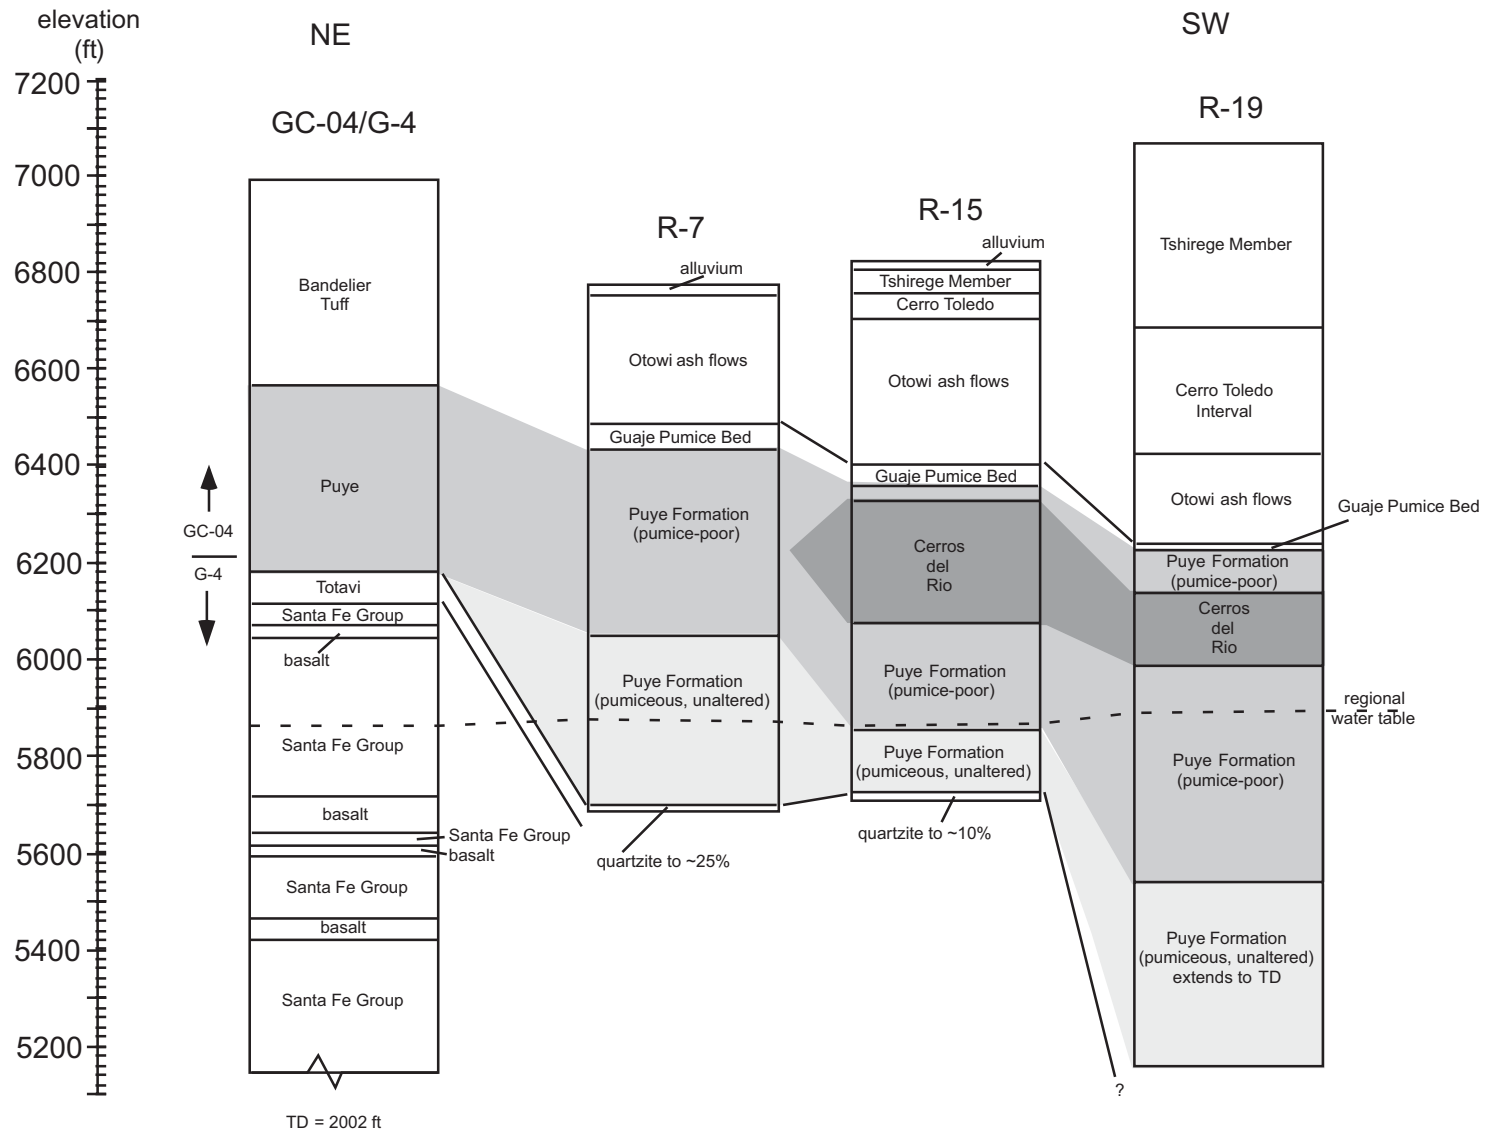 elevation
(ft)
NE
SW
7200
7000
6800
6600
6400
6200
6000
5800
5600
5400
5200
GC-04
G-4
GC-04/G-4
Bandelier
Tuff
Puye
Totavi
Santa Fe Group
basalt
Santa Fe Group
basalt
Santa Fe Group
basalt
Santa Fe Group
basalt
Santa Fe Group
TD = 2002 ft
R-7
alluvium
Otowi ash flows
Guaje Pumice Bed
Puye Formation
(pumice-poor)
Puye Formation
(pumiceous, unaltered)
quartzite to ~25%
R-15
alluvium
Tshirege Member
Cerro Toledo
Otowi ash flows
Guaje Pumice Bed
Cerros
del
Rio
Puye Formation
(pumice-poor)
Puye Formation
(pumiceous, unaltered)
quartzite to ~10%
R-19
Tshirege Member
Cerro Toledo
Interval
Otowi ash flows
Guaje Pumice Bed
Puye Formation
(pumice-poor)
Cerros
del
Rio
regional
water table
Puye Formation
(pumice-poor)
Puye Formation
(pumiceous, unaltered)
extends to TD
?